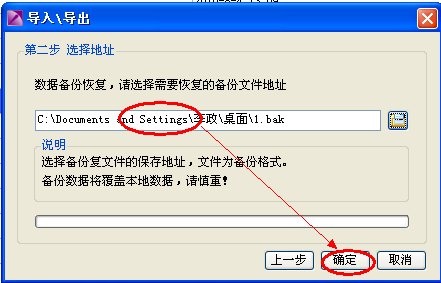 导入\导出
第二步 选择地址
数据备份恢复，请选择需要恢复的备份文件地址
C:\Documents and Settings\李政\桌面\1.bak
说明
选择备份复文件的保存地址，文件为备份格式。
备份数据将覆盖本地数据，请慎重!
上一步 确定 取消